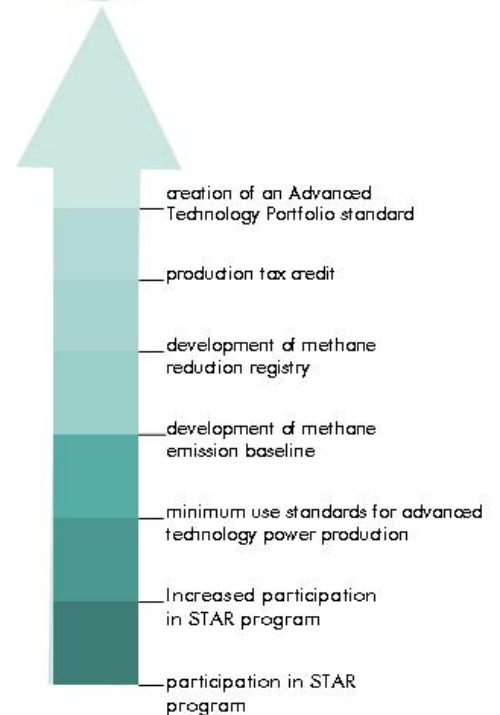 creation of an Advanced
Technology Portfolio standard
production tax credit
development of methane
reduction registry
development of methane
emission baseline
minimum use standards for advanced
technology power production
Increased participation
in STAR program
participation in STAR
program